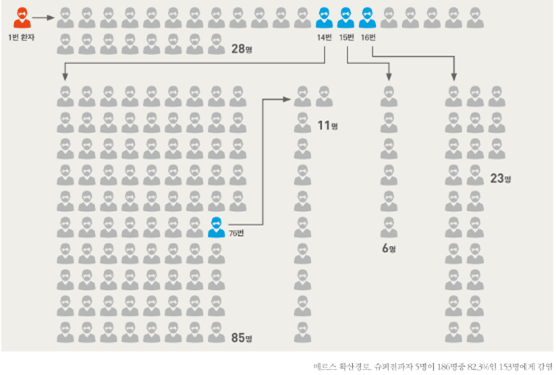 1번 환자
14번 15번 16번
28명
11명
23명
76번
6명
85명
메르스 확산경로. 슈퍼전파자 5명이 186명중 82.3%인 153명에게 감염